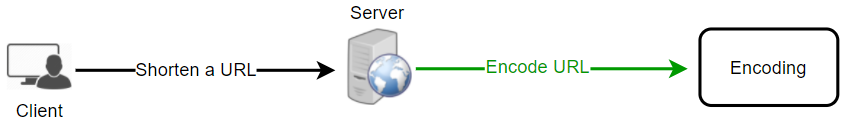 Server
Shorten a URL
Encode URL
Encoding
Client